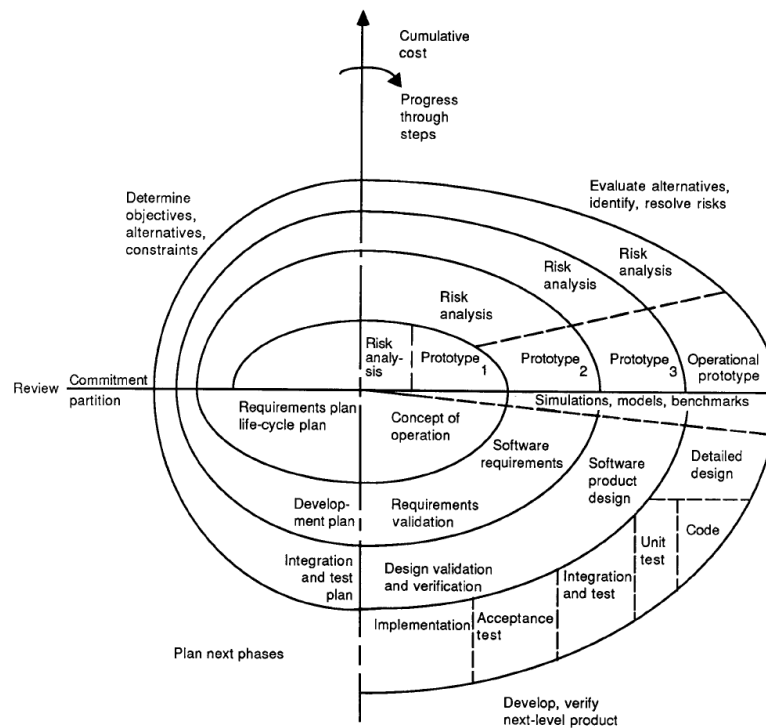 Cumulative
cost
Progress
through
steps
Determine
objectives,
alternatives,
constraints
Evaluate alternatives,
identify, resolve risks
Risk
analysis
Risk
analysis
Risk
analysis
Risk
analy-
sis
Prototype 1
Prototype 2
Prototype 3
Operational
prototype
Review
Commitment
partition
Simulations, models, benchmarks
Requirements plan
life-cycle plan
Concept of
operation
Software
requirements
Software
product
design
Detailed
design
Develop-
ment plan
Requirements
validation
Code
Unit
test
Integration
and test
plan
Design validation
and verification
Integration
and test
Acceptance
test
Implementation
Plan next phases
Develop, verify
next-level product